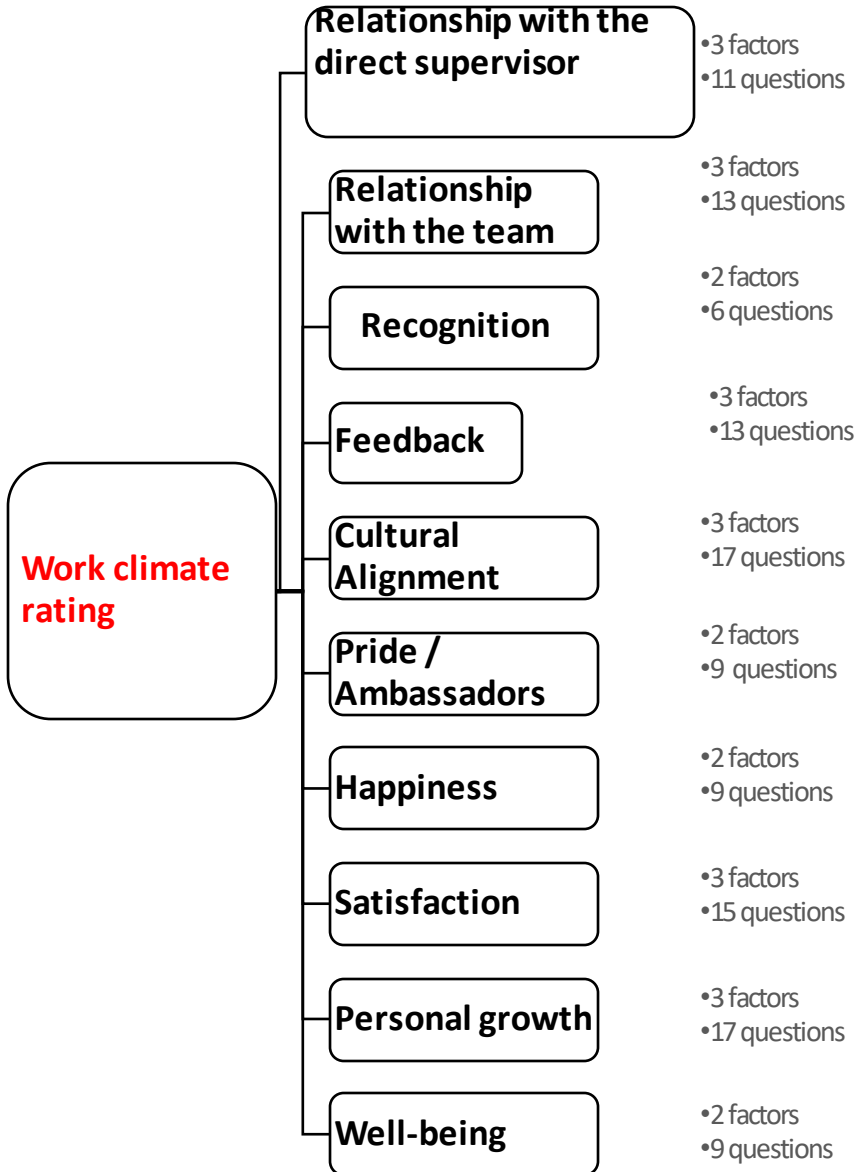 Relationship with the
direct supervisor
•3 factors
•11 questions
Relationship
with the team
•3 factors
•13 questions
Recognition
•2 factors
•6 questions
Feedback
•3 factors
•13 questions
Work climate
rating
Cultural
Alignment
•3 factors
•17 questions
Pride /
Ambassadors
•2 factors
•9 questions
Happiness
•2 factors
•9 questions
Satisfaction
•3 factors
•15 questions
Personal growth
•3 factors
•17 questions
Well-being
•2 factors
•9 questions